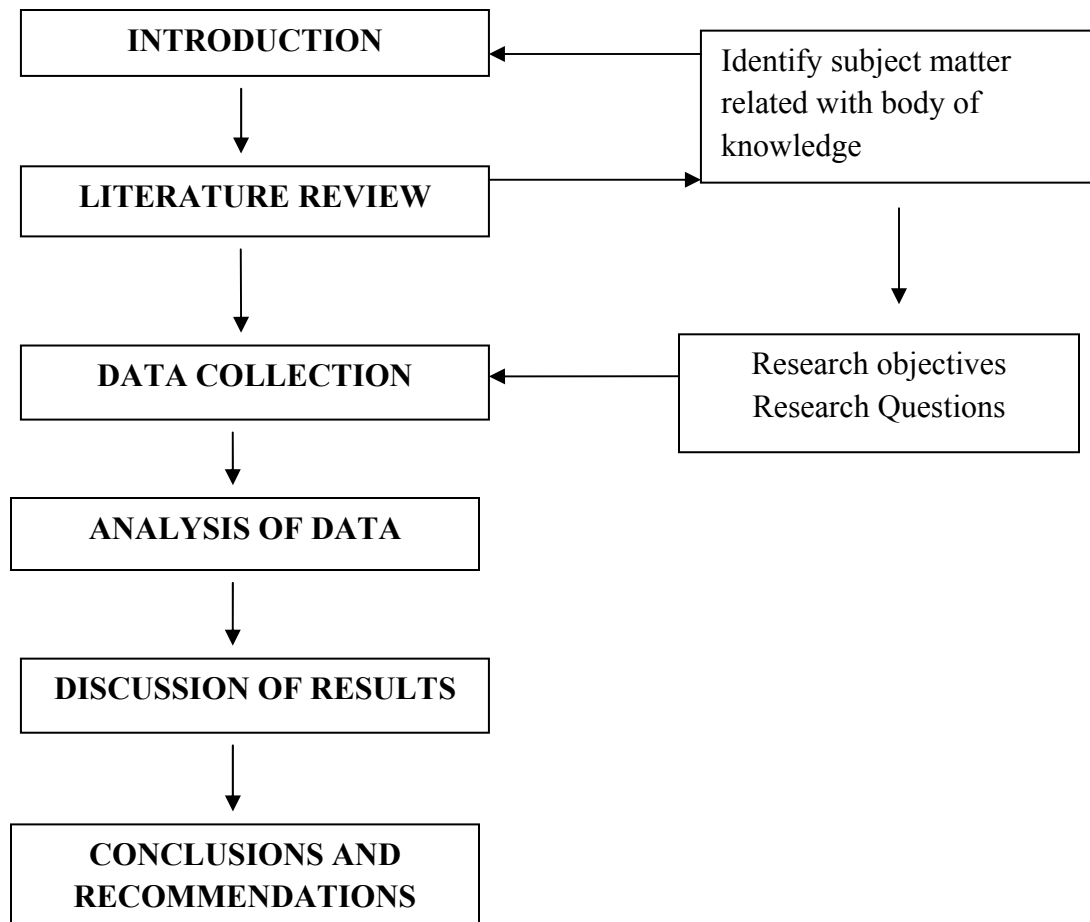 INTRODUCTION
Identify subject matter
related with body of
knowledge
LITERATURE REVIEW
DATA COLLECTION
Research objectives
Research Questions
ANALYSIS OF DATA
DISCUSSION OF RESULTS
CONCLUSIONS AND
RECOMMENDATIONS